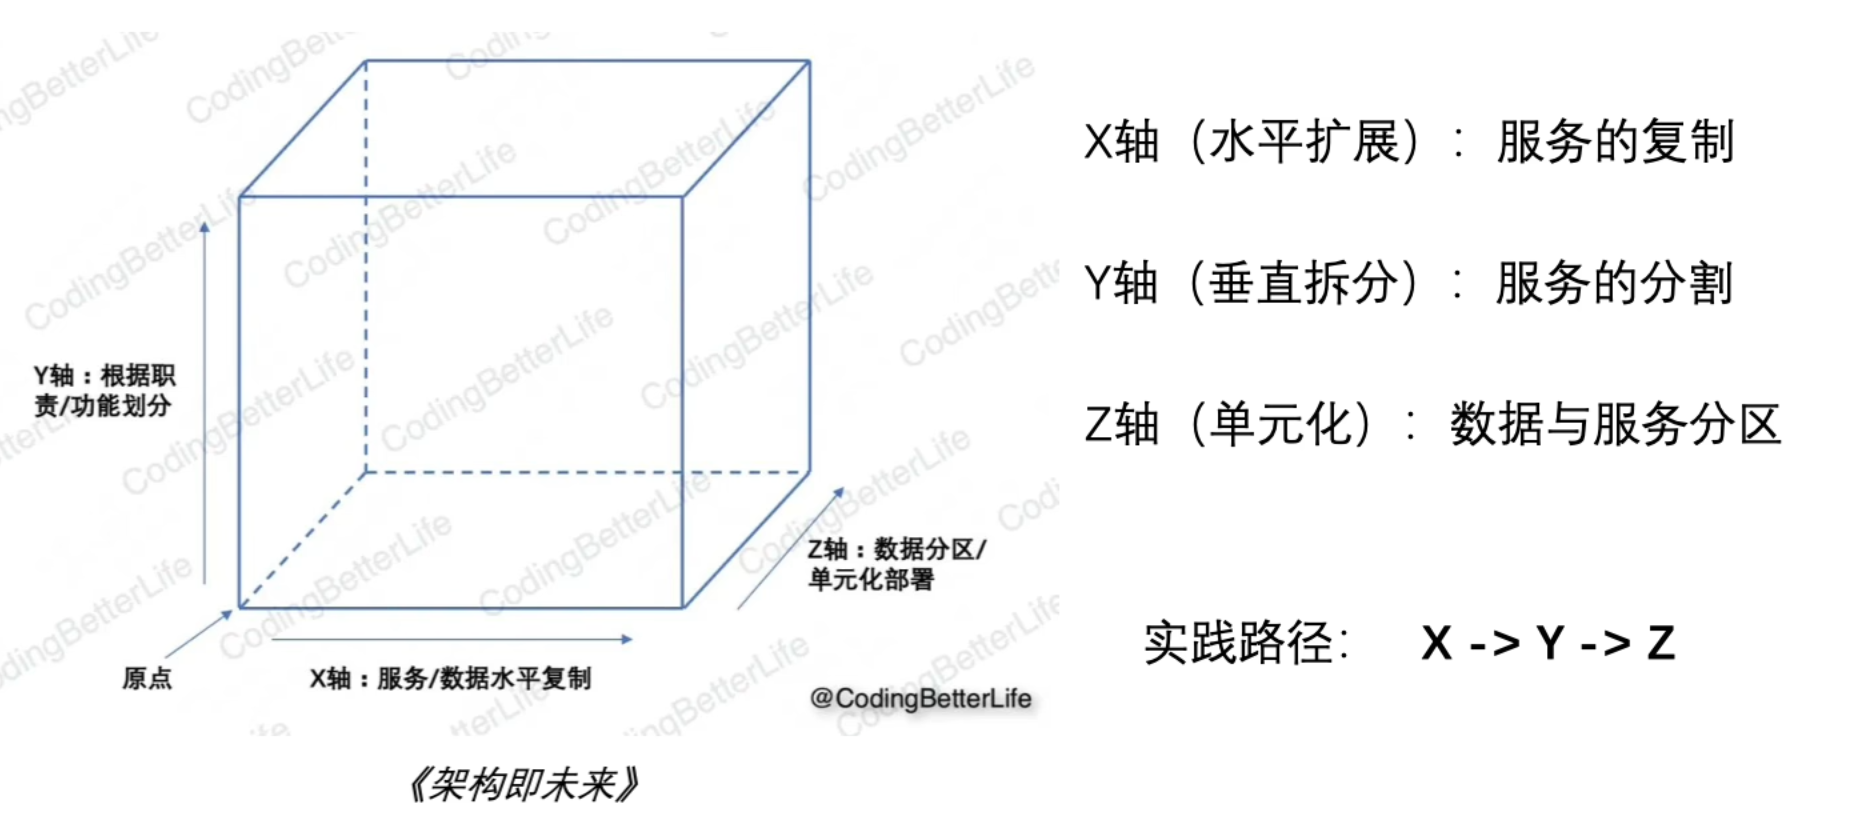 Y轴：根据职
责/功能划分
原点
X轴：服务/数据水平复制
Z轴：数据分区/
单元化部署
@CodingBetterLife
《架构即未来》
X轴（水平扩展）：服务的复制
Y轴（垂直拆分）：服务的分割
Z轴（单元化）：数据与服务分区
实践路径： X -> Y -> Z
CodingBetterLife